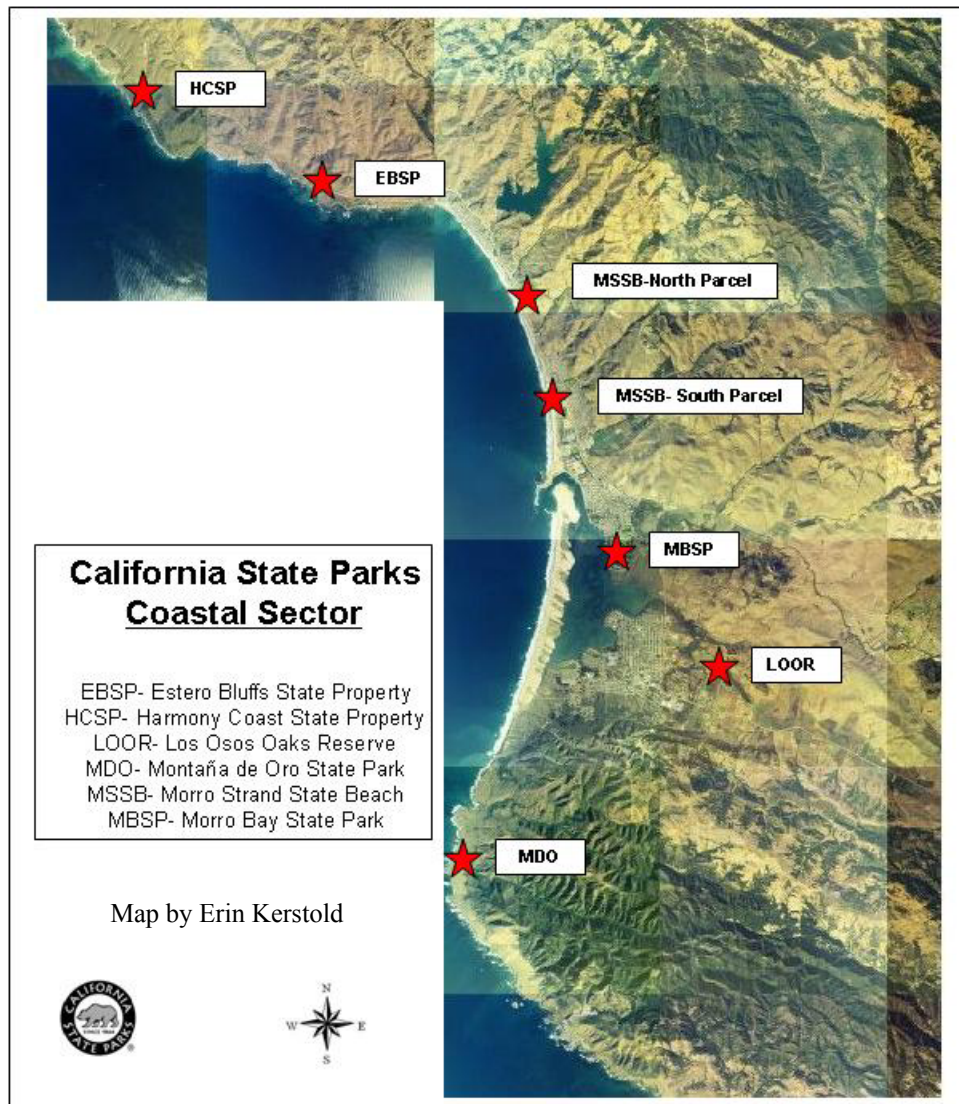 HCSP
EBSP
MSSB-North Parcel
MSSB- South Parcel
MBSP
LOOR
MDO
California State Parks
Coastal Sector
EBSP- Estero Bluffs State Property
HCSP- Harmony Coast State Property
LOOR- Los Osos Oaks Reserve
MDO- Montaña de Oro State Park
MSSB- Morro Strand State Beach
MBSP- Morro Bay State Park
Map by Erin Kerstold
CALIFORNIA
STATE PARKS
N
W E
S